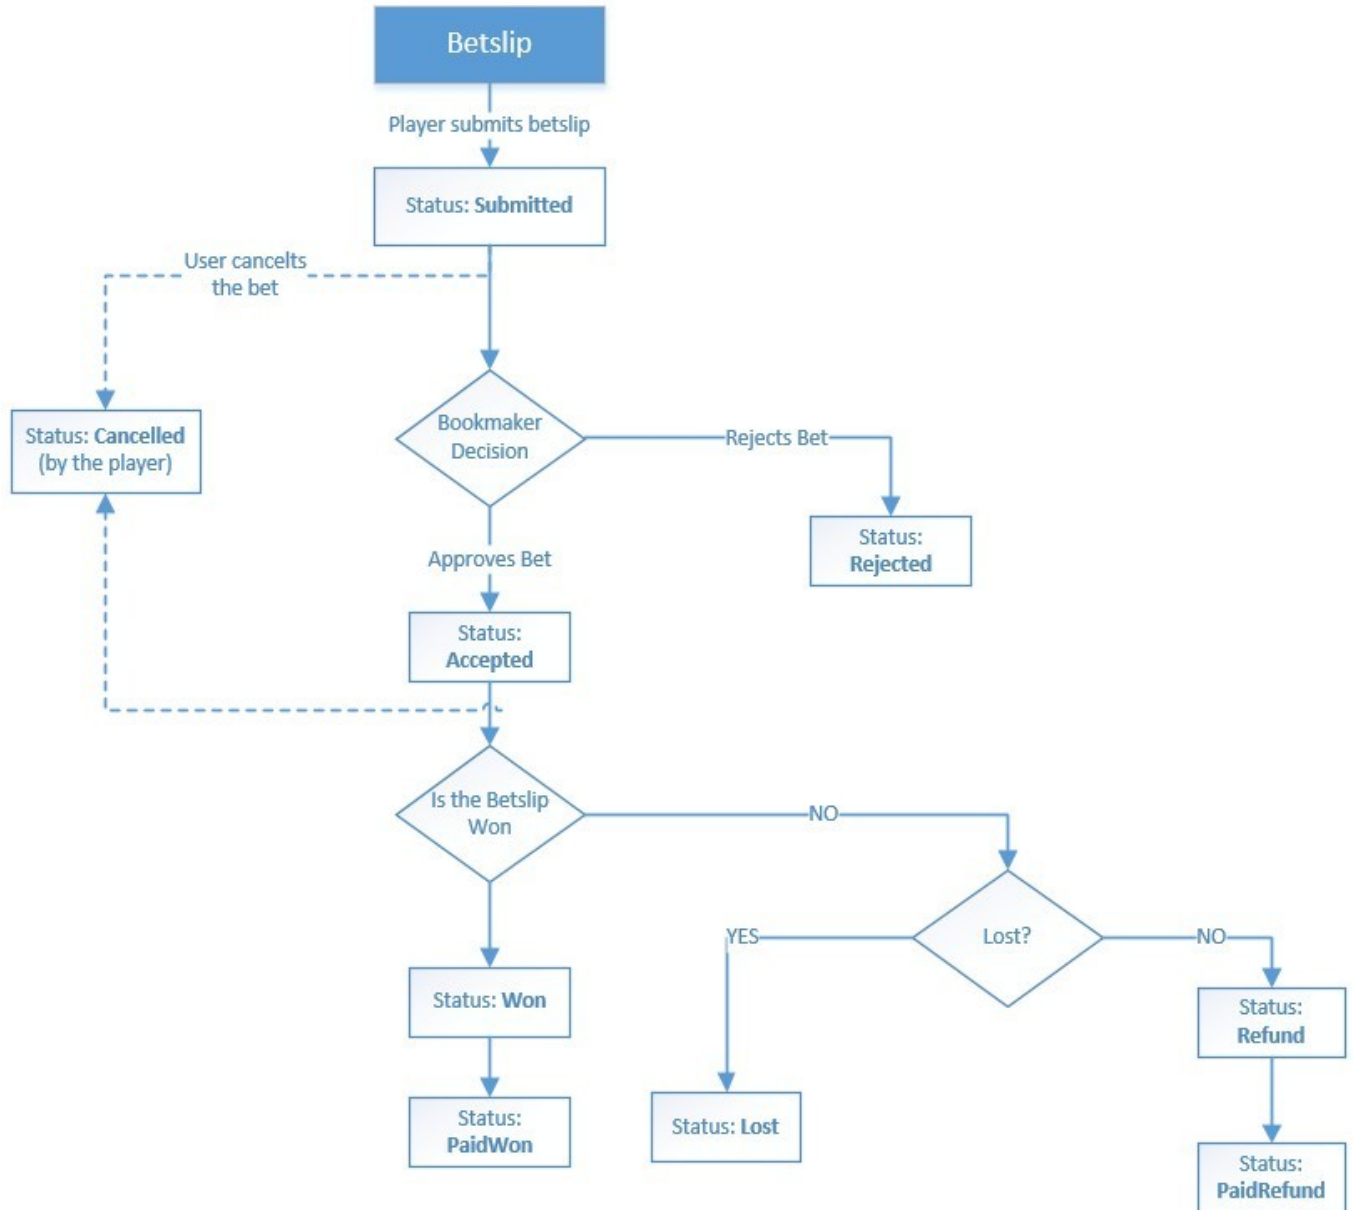 Betslip
Player submits betslip
Status: Submitted
User cancelts
the bet
Status: Cancelled
(by the player)
Bookmaker
Decision
Rejects Bet
Status:
Rejected
Approves Bet
Status:
Accepted
Is the Betslip
Won
NO
Lost?
YES
NO
Status: Won
Status:
Refund
Status:
PaidWon
Status: Lost
Status:
PaidRefund